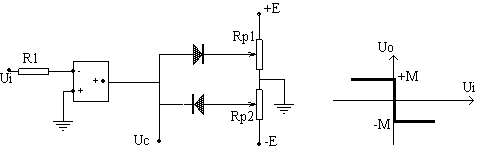 +E
R1
Rp1
Ui
-
+
+
Uc
Rp2
-E
Uo
+M
Ui
-M